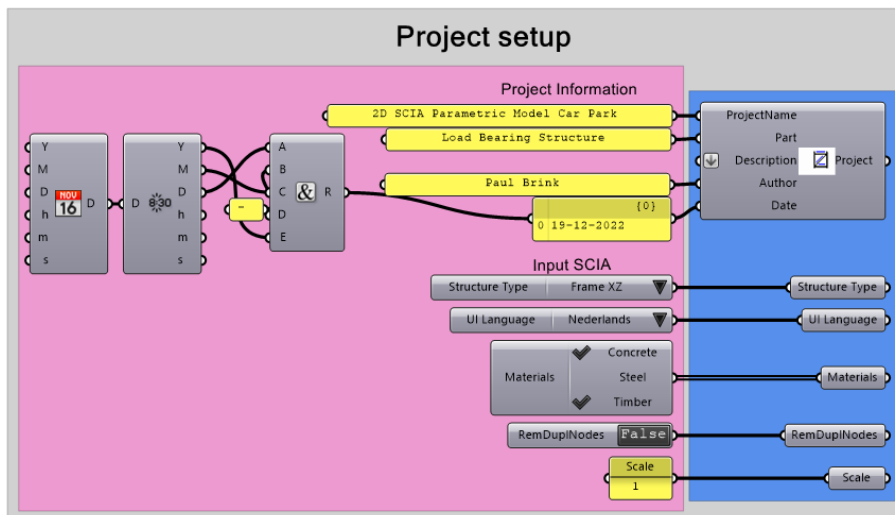 Project setup
Project Information
2D SCIA Parametric Model Car Park
Load Bearing Structure
Paul Brink
{0}
0 19-12-2022
Y
M
D
h
m
s
NOV
16
D
D
8:30
Y
M
D
h
m
s
-
A
B
C
D
E
&
R
ProjectName
Part
Description
Author
Date
Project
Input SCIA
Structure Type Frame XZ
Structure Type
UI Language Nederlands
UI Language
Materials
Concrete
Steel
Timber
Materials
RemDuplNodes False
RemDuplNodes
Scale
1
Scale